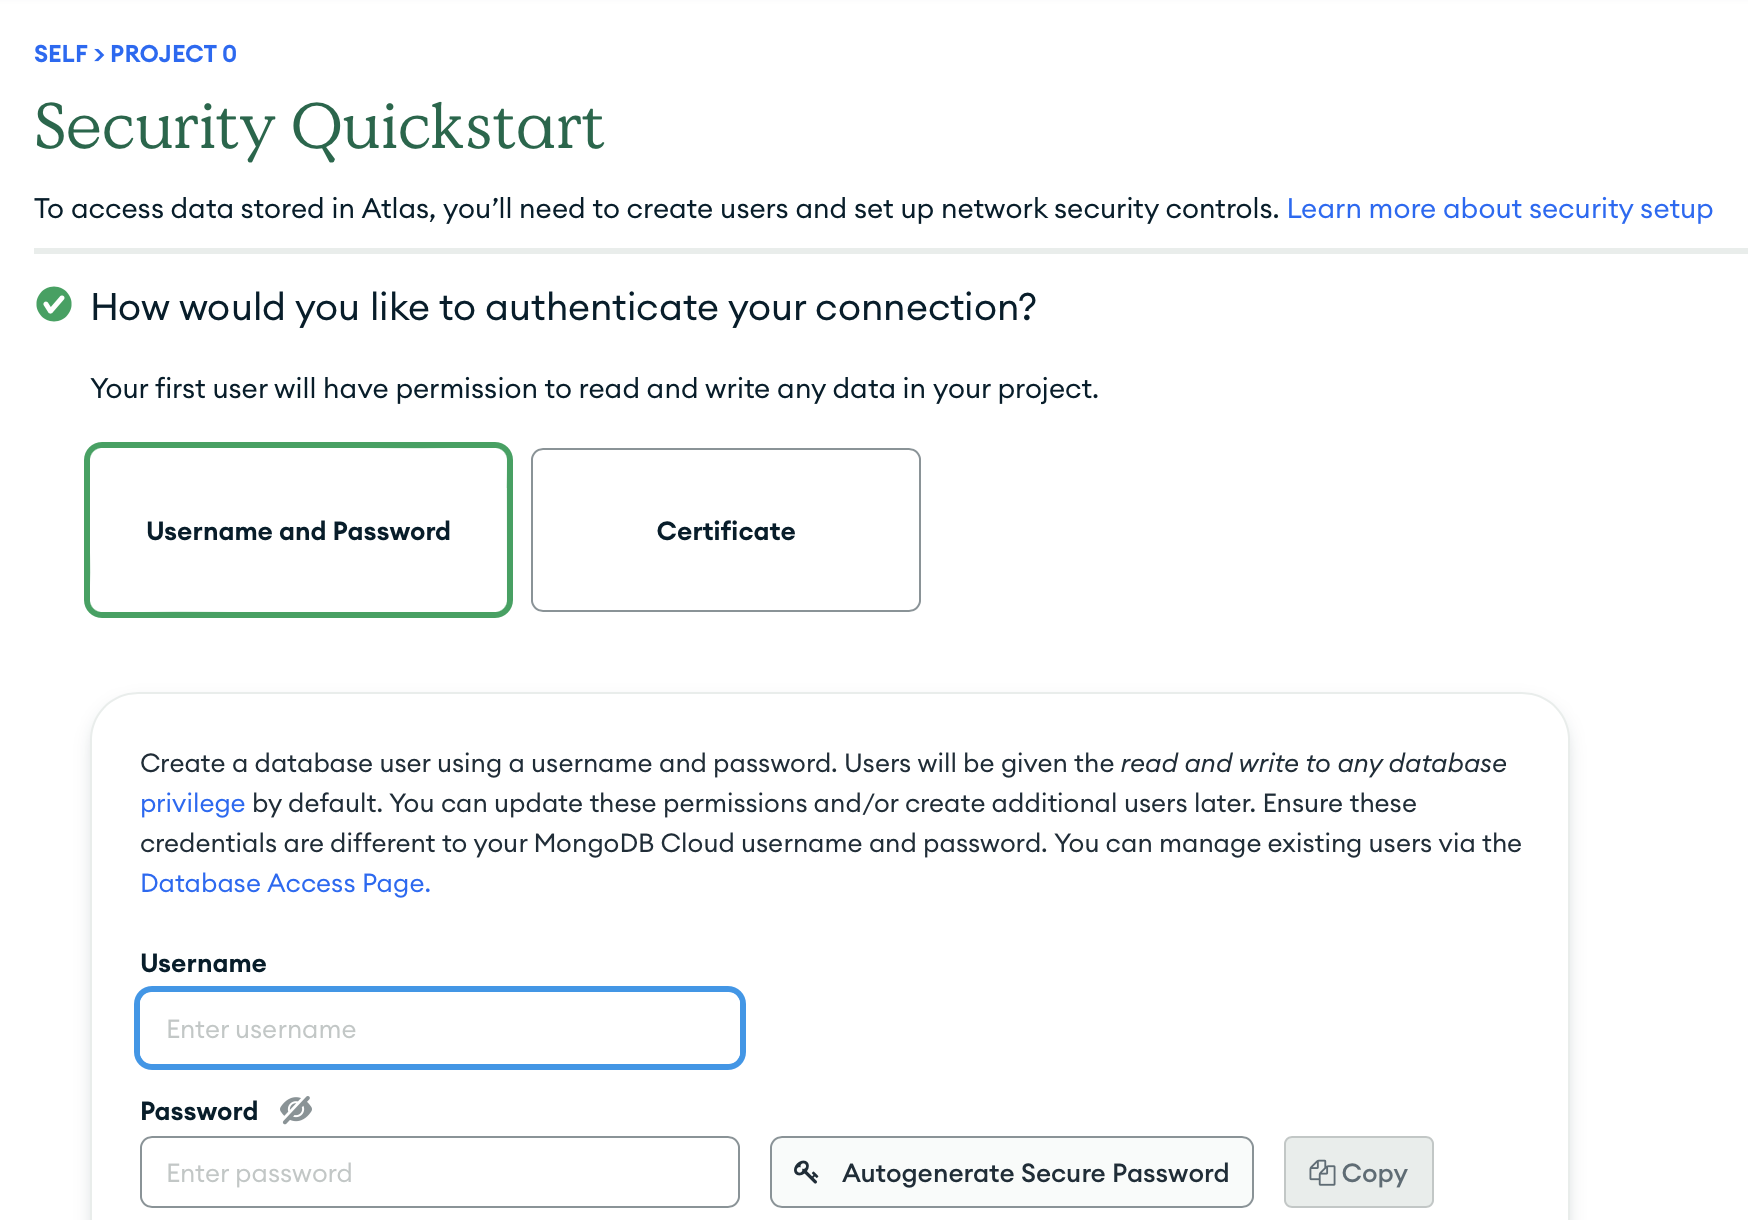 SELF > PROJECT 0
Security Quickstart
To access data stored in Atlas, you’ll need to create users and set up network security controls. Learn more about security setup
How would you like to authenticate your connection?
Your first user will have permission to read and write any data in your project.
Username and Password
Certificate
Create a database user using a username and password. Users will be given the read and write to any database
privilege by default. You can update these permissions and/or create additional users later. Ensure these
credentials are different to your MongoDB Cloud username and password. You can manage existing users via the
Database Access Page.
Username
Enter username
Password
Enter password
Autogenerate Secure Password
Copy